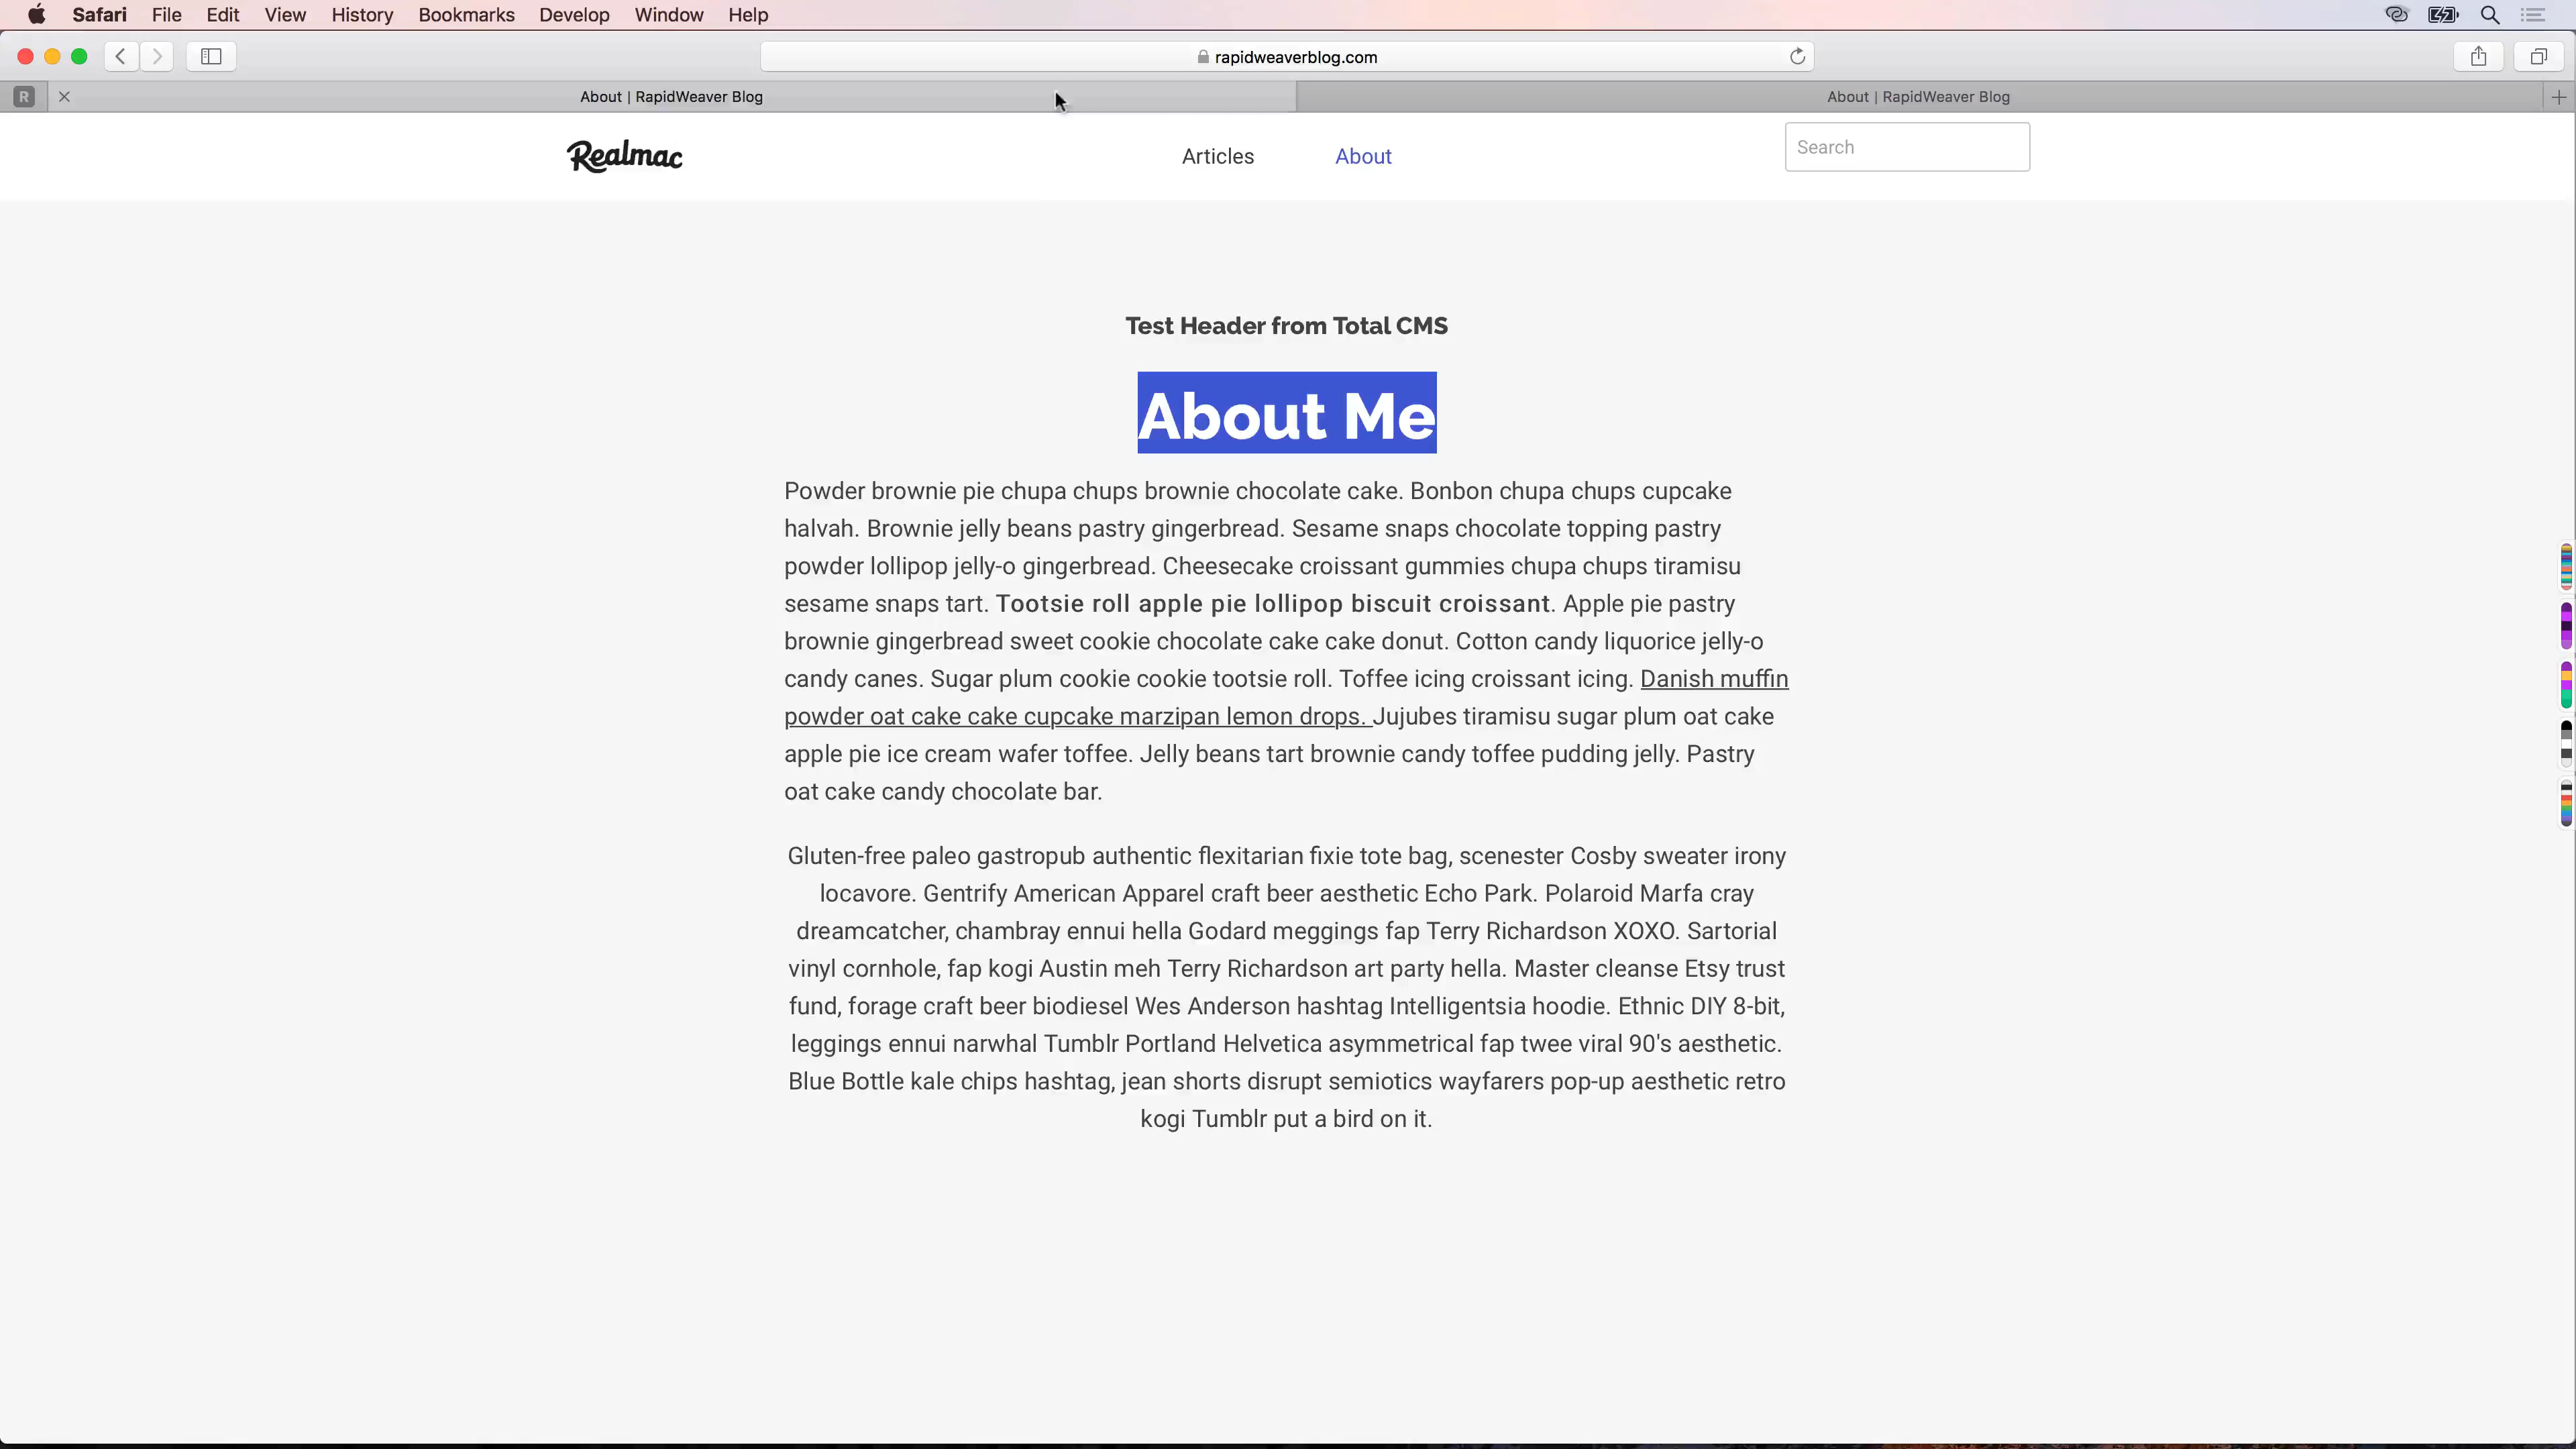 Safari File Edit View History Bookmarks Develop Window Help
rapidweaverblog.com
R About | RapidWeaver Blog About | RapidWeaver Blog
Realmac Articles About Search
Test Header from Total CMS
About Me
Powder brownie pie chupa chups brownie chocolate cake. Bonbon chupa chups cupcake
halvah. Brownie jelly beans pastry gingerbread. Sesame snaps chocolate topping pastry
powder lollipop jelly-o gingerbread. Cheesecake croissant gummies chupa chups tiramisu
sesame snaps tart. Tootsie roll apple pie lollipop biscuit croissant. Apple pie pastry
brownie gingerbread sweet cookie chocolate cake cake donut. Cotton candy liquorice jelly-o
candy canes. Sugar plum cookie cookie tootsie roll. Toffee icing croissant icing. Danish muffin
powder oat cake cake cupcake marzipan lemon drops. Jujubes tiramisu sugar plum oat cake
apple pie ice cream wafer toffee. Jelly beans tart brownie candy toffee pudding jelly. Pastry
oat cake candy chocolate bar.
Gluten-free paleo gastropub authentic flexitarian fixie tote bag, scenester Cosby sweater irony
locavore. Gentrify American Apparel craft beer aesthetic Echo Park. Polaroid Marfa cray
dreamcatcher, chambray ennui hella Godard meggings fap Terry Richardson XOXO. Sartorial
vinyl cornhole, fap kogi Austin meh Terry Richardson art party hella. Master cleanse Etsy trust
fund, forage craft beer biodiesel Wes Anderson hashtag Intelligentsia hoodie. Ethnic DIY 8-bit,
leggings ennui narwhal Tumblr Portland Helvetica asymmetrical fap twee viral 90's aesthetic.
Blue Bottle kale chips hashtag, jean shorts disrupt semiotics wayfarers pop-up aesthetic retro
kogi Tumblr put a bird on it.